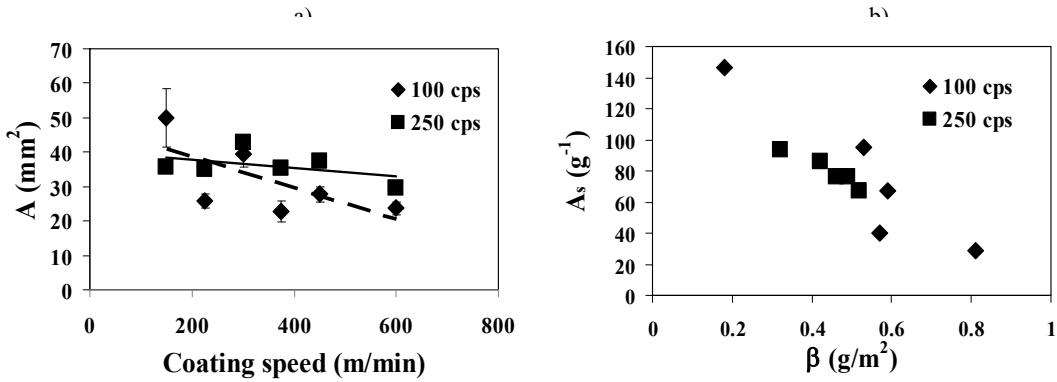 a)
b)
70
60
50
40
30
20
10
0
A (mm²)
100 cps
250 cps
0 200 400 600 800
Coating speed (m/min)
160
140
120
100
80
60
40
20
0
Aₛ (g⁻¹)
100 cps
250 cps
0 0.2 0.4 0.6 0.8 1
β (g/m²)